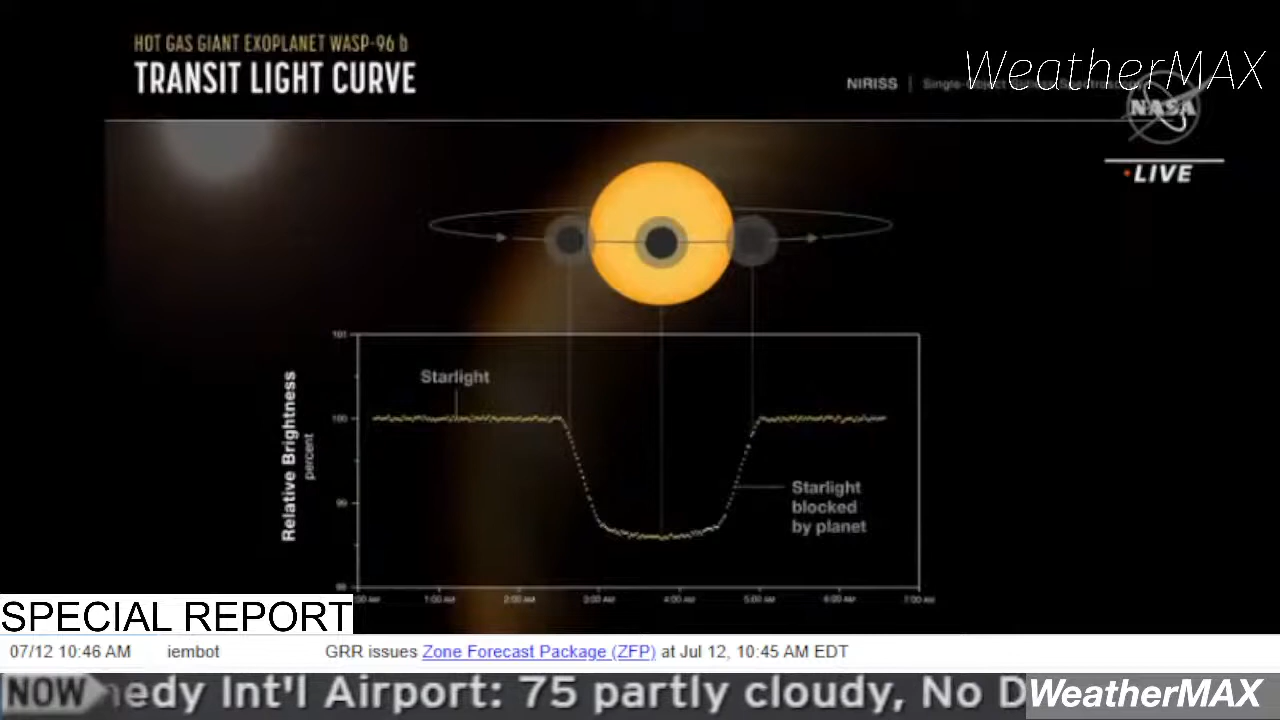 HOT GAS GIANT EXOPLANET WASP-96 b
TRANSIT LIGHT CURVE
WeatherMAX
NIRISS
NASA
LIVE
101
Starlight
100
Relative Brightness
percent
99
Starlight
blocked
by planet
98
1:00 AM 2:00 AM 3:00 AM 4:00 AM 5:00 AM 6:00 AM 7:00 AM
SPECIAL REPORT
07/12 10:46 AM iembot GRR issues Zone Forecast Package (ZFP) at Jul 12, 10:45 AM EDT
NOW nedy Int'l Airport: 75 partly cloudy, No D
WeatherMAX